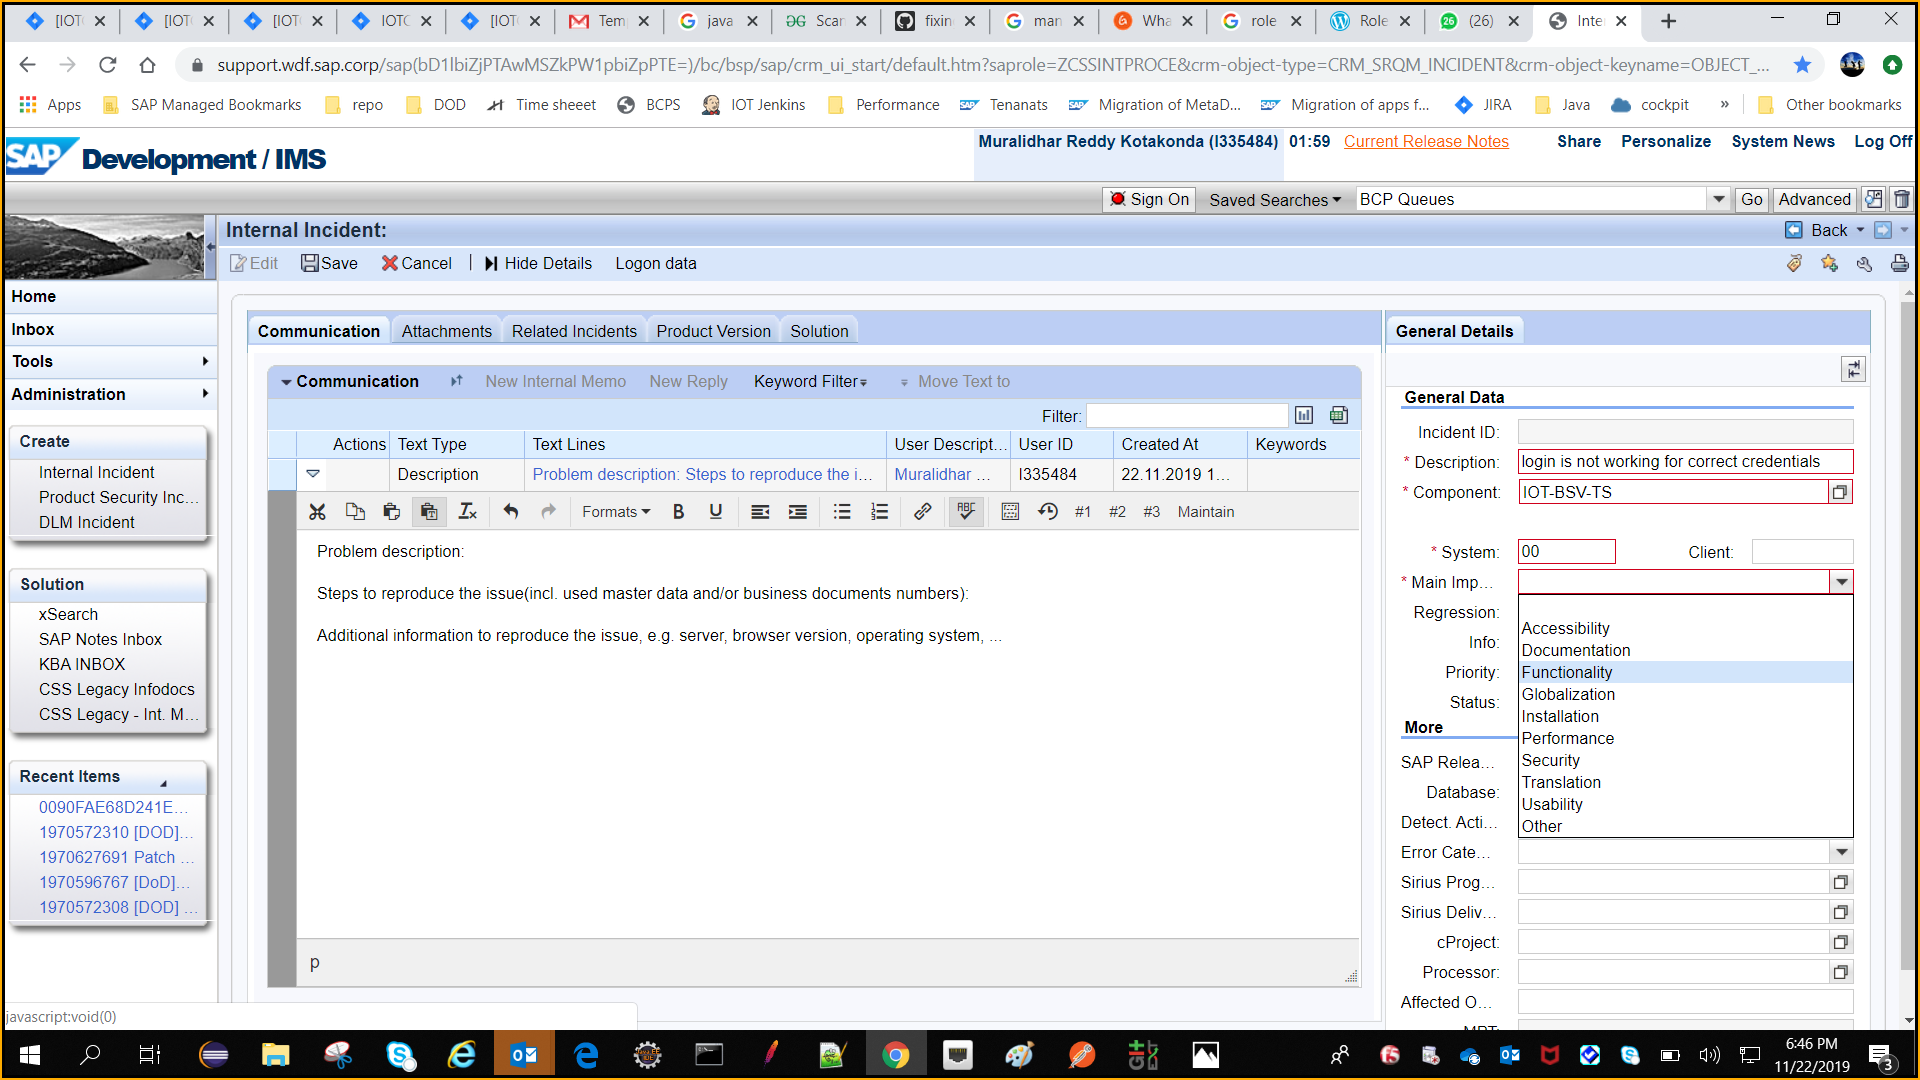 [IOT [IOT [IOT IOTC [IOT Temp java Scan fixin man Wha role Role (26) Inte
support.wdf.sap.corp/sap(bD1lbiZjPTAwMSZkPW1pbiZpPTE=)/bc/bsp/sap/crm_ui_start/default.htm?saprole=ZCSSINTPROCE&crm-object-type=CRM_SRQM_INCIDENT&crm-object-keyname=OBJECT_...
Apps SAP Managed Bookmarks repo DOD Time sheeet BCPS IOT Jenkins Performance Tenanats Migration of MetaD... Migration of apps f... JIRA Java cockpit » Other bookmarks
SAP Development / IMS
Muralidhar Reddy Kotakonda (I335484) 01:59 Current Release Notes Share Personalize System News Log Off
Sign On Saved Searches BCP Queues Go Advanced
Internal Incident: Back
Edit Save Cancel Hide Details Logon data
Home
Inbox
Tools
Administration
Create
Internal Incident
Product Security Inc...
DLM Incident
Solution
xSearch
SAP Notes Inbox
KBA INBOX
CSS Legacy Infodocs
CSS Legacy - Int. M...
Recent Items
0090FAE68D241E...
1970572310 [DOD]...
1970627691 Patch ...
1970596767 [DoD]...
1970572308 [DOD] ...
Communication Attachments Related Incidents Product Version Solution
Communication New Internal Memo New Reply Keyword Filter Move Text to
Filter:
Actions Text Type Text Lines User Descript... User ID Created At Keywords
Description Problem description: Steps to reproduce the i... Muralidhar ... I335484 22.11.2019 1...
Formats B U ABC #1 #2 #3 Maintain
Problem description:
Steps to reproduce the issue(incl. used master data and/or business documents numbers):
Additional information to reproduce the issue, e.g. server, browser version, operating system, ...
p
General Details
General Data
Incident ID:
* Description: login is not working for correct credentials
* Component: IOT-BSV-TS
* System: 00 Client:
* Main Imp...
Regression:
Info:
Priority:
Status:
Accessibility
Documentation
Functionality
Globalization
Installation
Performance
Security
Translation
Usability
Other
More
SAP Relea...
Database:
Detect. Acti...
Error Cate...
Sirius Prog...
Sirius Deliv...
cProject:
Processor:
Affected O...
javascript:void(0)
6:46 PM
11/22/2019
3